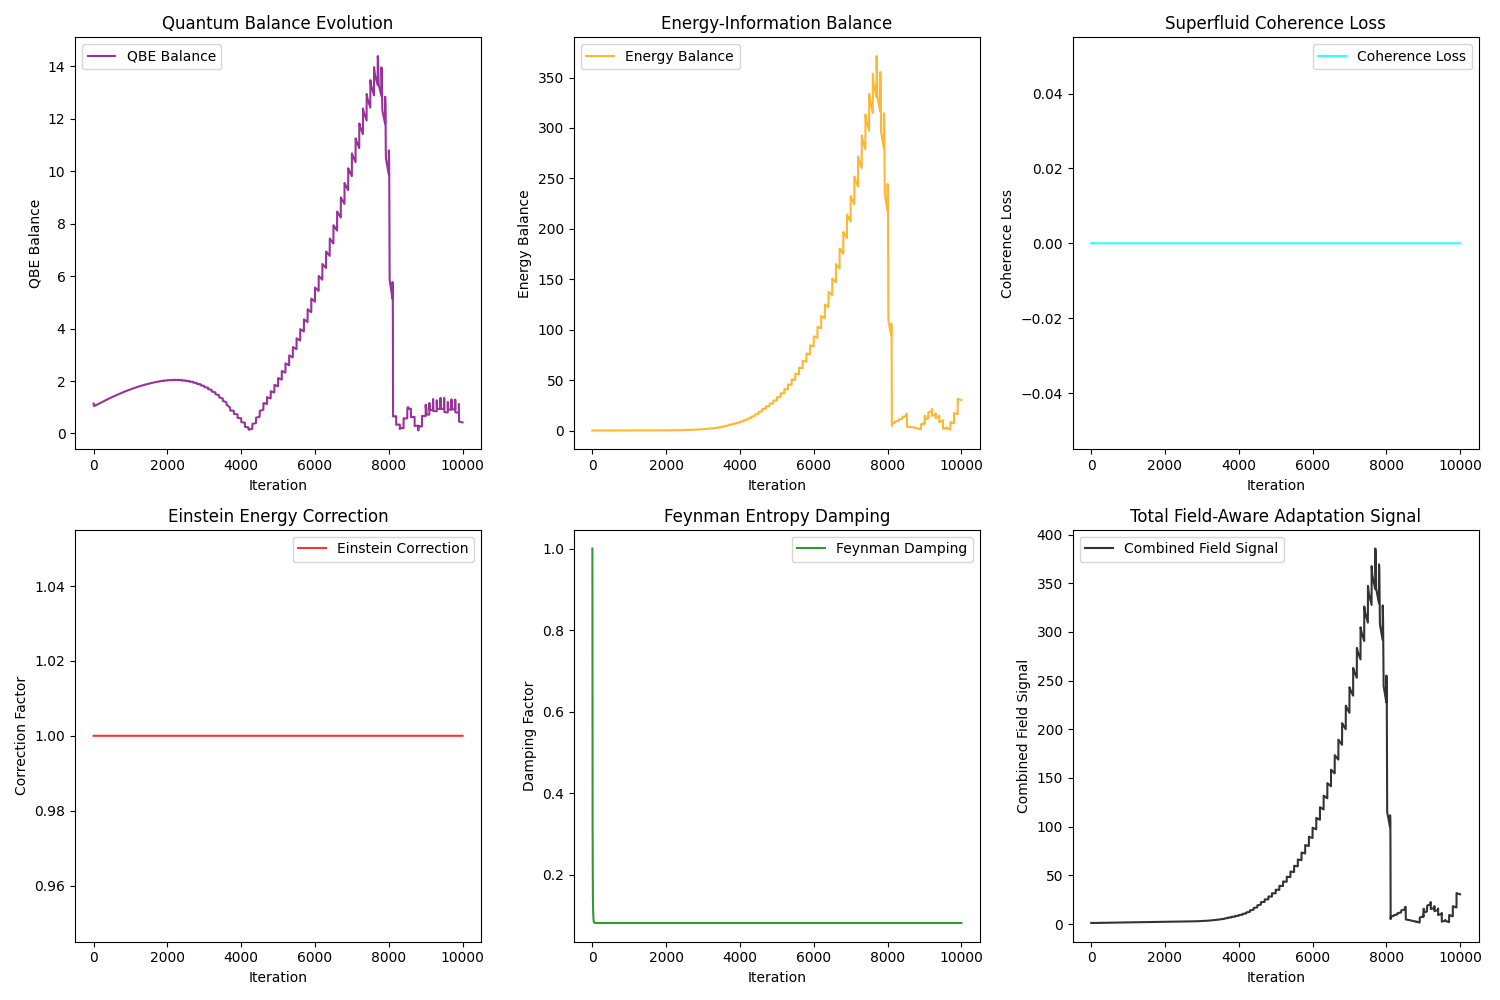 Quantum Balance Evolution
QBE Balance
QBE Balance
14
12
10
8
6
4
2
0
0 2000 4000 6000 8000 10000
Iteration
Energy-Information Balance
Energy Balance
Energy Balance
350
300
250
200
150
100
50
0
0 2000 4000 6000 8000 10000
Iteration
Superfluid Coherence Loss
Coherence Loss
Coherence Loss
0.04
0.02
0.00
−0.02
−0.04
0 2000 4000 6000 8000 10000
Iteration
Einstein Energy Correction
Einstein Correction
Correction Factor
1.04
1.02
1.00
0.98
0.96
0 2000 4000 6000 8000 10000
Iteration
Feynman Entropy Damping
Feynman Damping
Damping Factor
1.0
0.8
0.6
0.4
0.2
0 2000 4000 6000 8000 10000
Iteration
Total Field-Aware Adaptation Signal
Combined Field Signal
Combined Field Signal
400
350
300
250
200
150
100
50
0
0 2000 4000 6000 8000 10000
Iteration